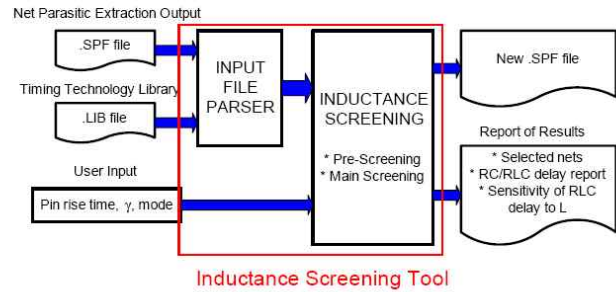 Net Parasitic Extraction Output
.SPF file
Timing Technology Library
.LIB file
User Input
Pin rise time, γ, mode
INPUT
FILE
PARSER
INDUCTANCE
SCREENING
* Pre-Screening
* Main Screening
New .SPF file
Report of Results
* Selected nets
* RC/RLC delay report
* Sensitivity of RLC
delay to L
Inductance Screening Tool